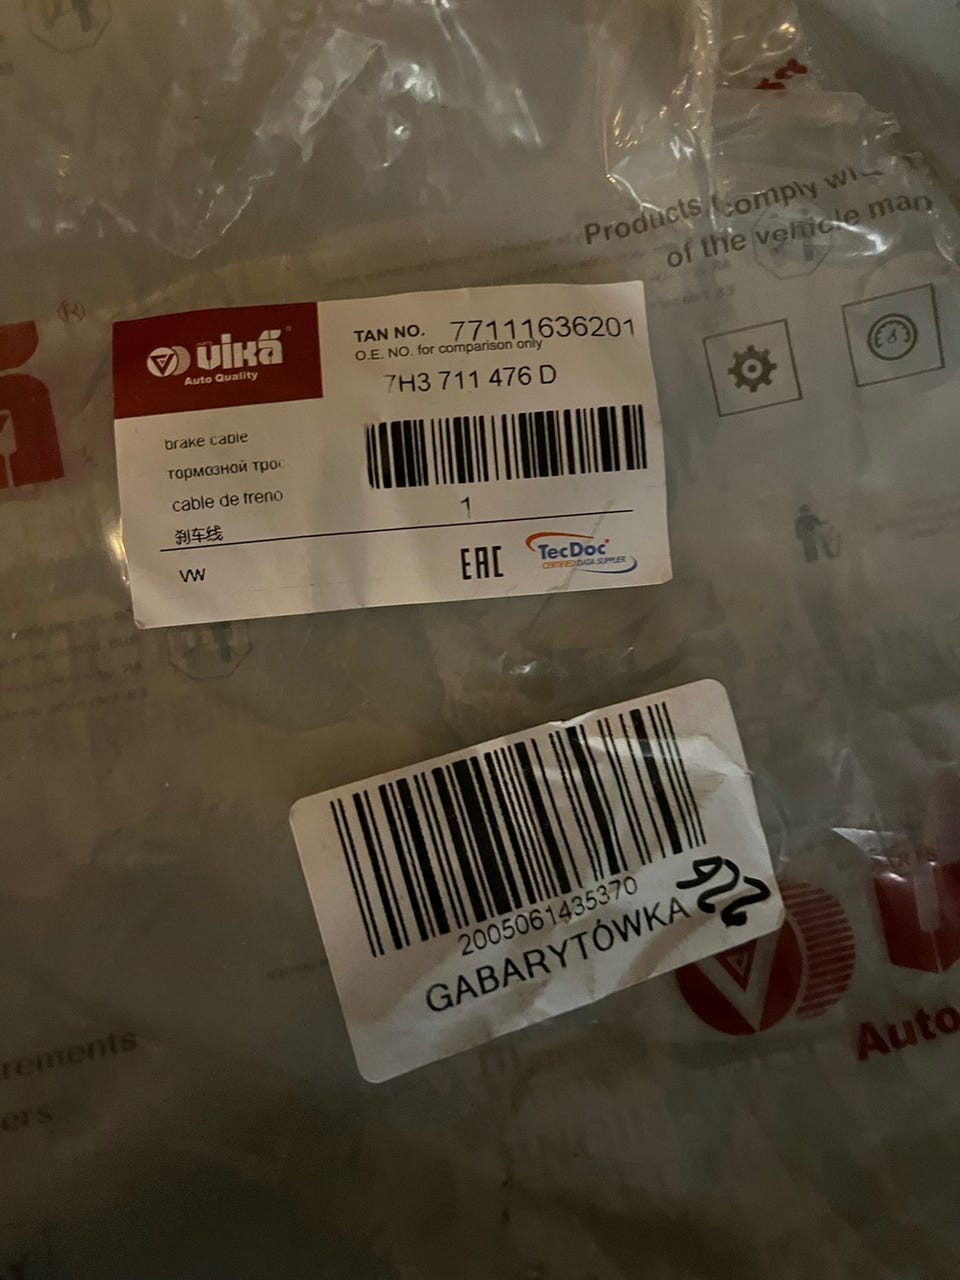 Products comply
of the vehicle man
vika®
Auto Quality
TAN NO. 77111636201
O.E. NO. for comparison only
7H3 711 476 D
brake cable
тормозной трос
cable de freno
刹车线
1
VW
EAC
TecDoc
CERTIFIED DATA SUPPLIER
2005061435370
GABARYTÓWKA
rements
ers
Auto